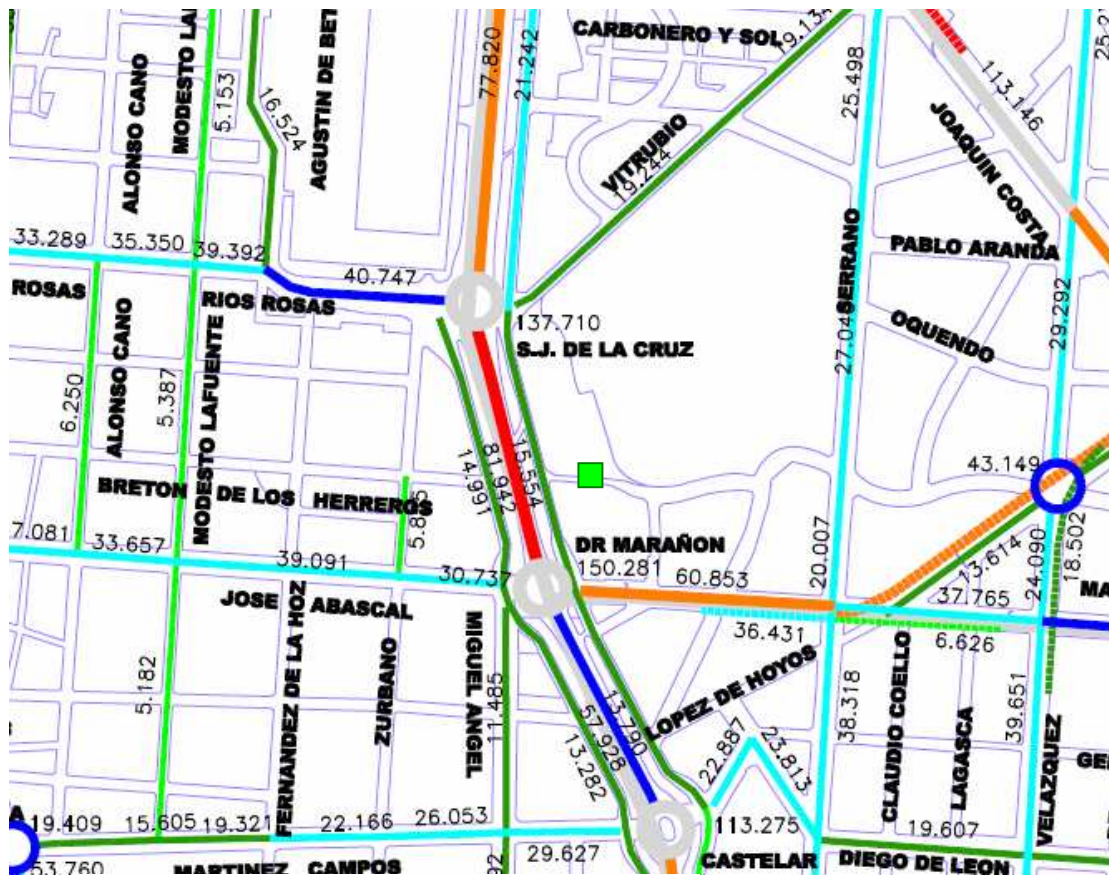 CARBONERO Y SOL
19.134
77.820
21.242
25.498
113.146
ALONSO CANO
5.153
16.524
AGUSTIN DE BET
VITRUBIO
19.244
JOAQUIN COSTA
33.289
35.350
39.392
40.747
SERRANO
PABLO ARANDA
ROSAS
RIOS ROSAS
137.710
S.J. DE LA CRUZ
29.292
OQUENDO
ALONSO CANO
6.250
5.387
MODESTO LAFUENTE
14.991
81.942
15.554
43.149
BRETON DE LOS HERREROS
7.081
33.657
39.091
30.737
DR MARAÑON
150.281
60.853
20.007
13.614
24.090
18.502
37.765
JOSE ABASCAL
36.431
6.626
MA
5.182
FERNANDEZ DE LA HOZ
ZURBANO
MIGUEL ANGEL
11.485
57.928
13.790
13.282
LOPEZ DE HOYOS
22.887
23.813
38.318
CLAUDIO COELLO
LAGASCA
39.651
VELAZQUEZ
GE
19.409
15.605
19.321
22.166
26.053
113.275
19.607
53.760
MARTINEZ CAMPOS
29.627
CASTELAR
DIEGO DE LEON